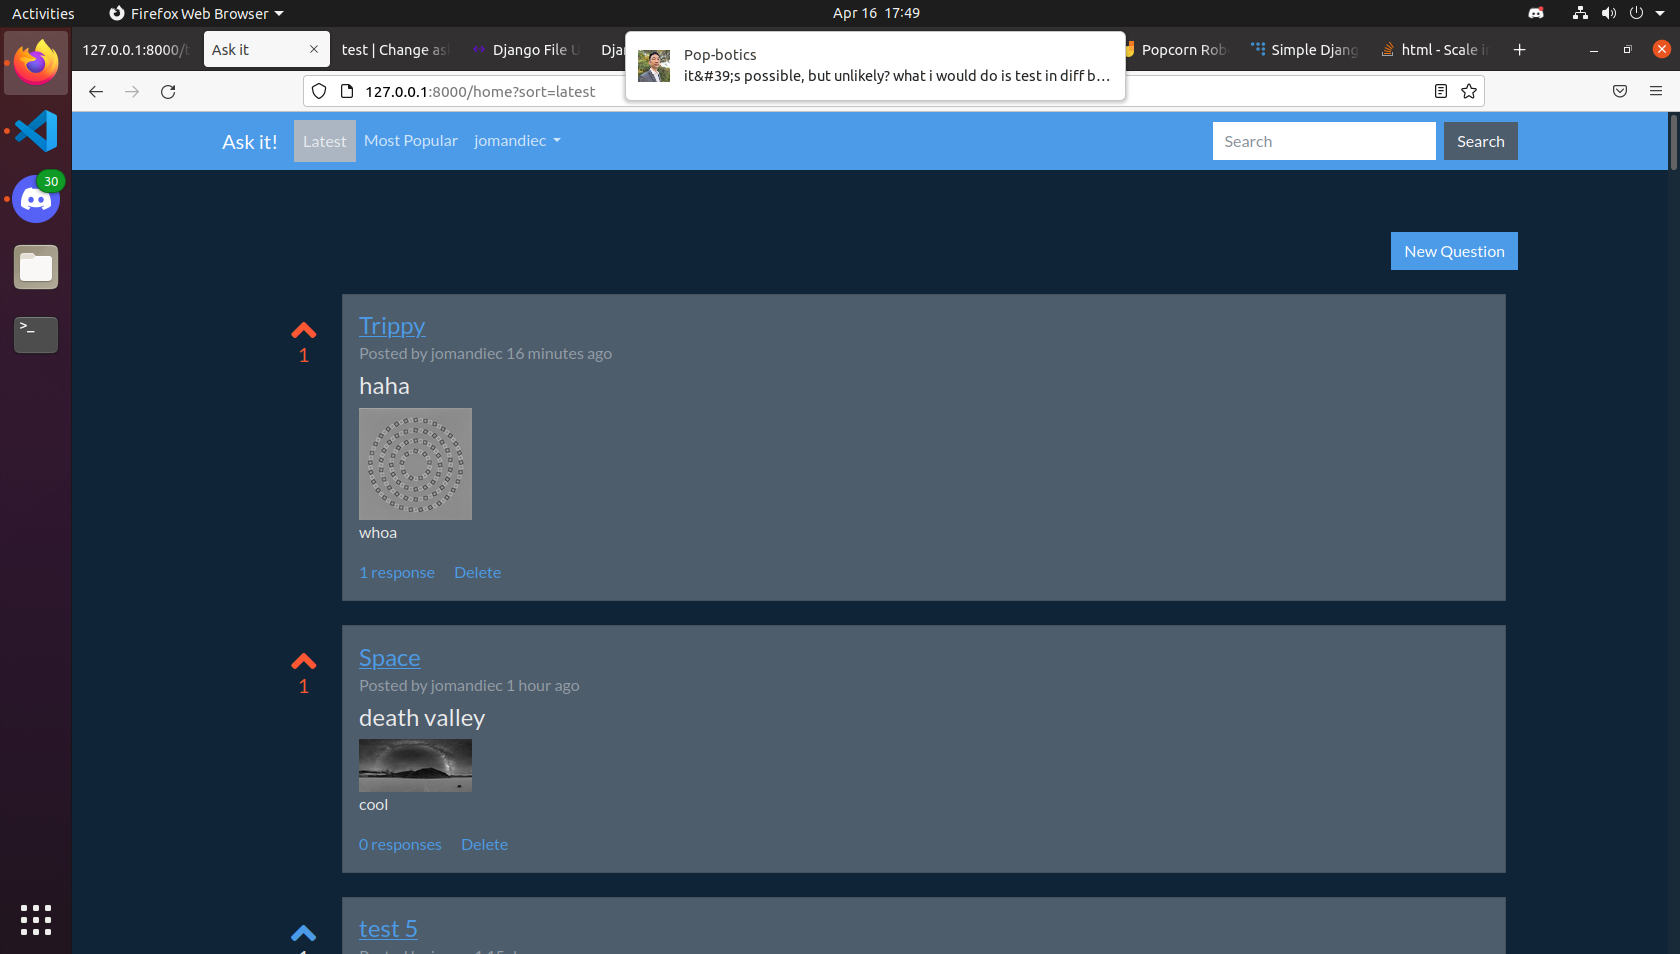 Activities
Firefox Web Browser
Apr 16 17:49
127.0.0.1:8000/
Ask it
test | Change as
Django File
Popcorn Rob
Simple Djang
html - Scale i
Pop-botics
it&#39;s possible, but unlikely? what i would do is test in diff b...
127.0.0.1:8000/home?sort=latest
Ask it!
Latest
Most Popular
jomandiec
Search
Search
30
New Question
1
Trippy
Posted by jomandiec 16 minutes ago
haha
whoa
1 response
Delete
1
Space
Posted by jomandiec 1 hour ago
death valley
cool
0 responses
Delete
test 5